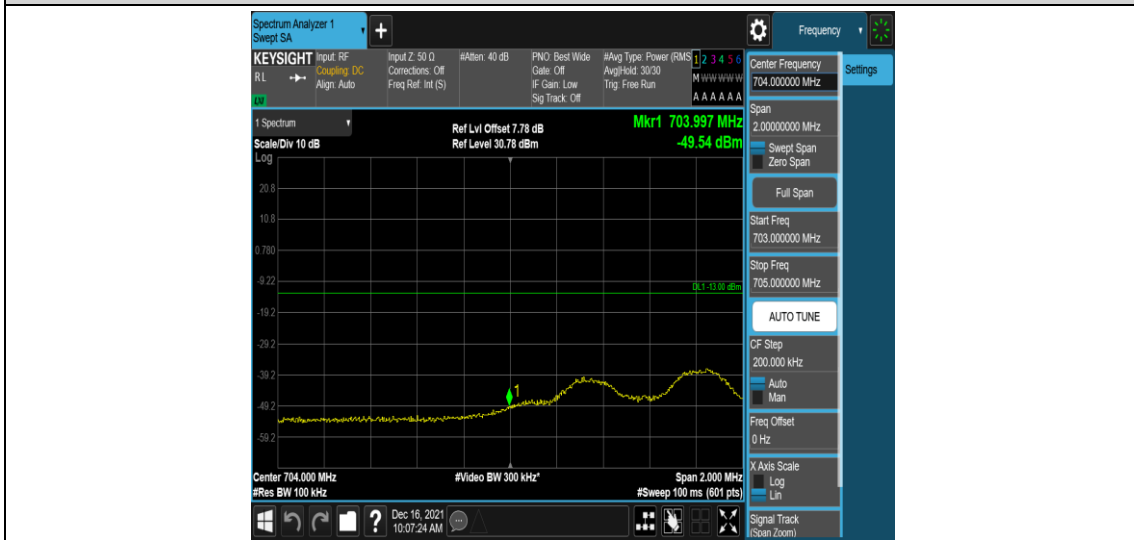 Spectrum Analyzer 1
Swept SA
Frequency
KEYSIGHT
RL
Input: RF
Coupling: DC
Align: Auto
Input Z: 50 Ω
Corrections: Off
Freq Ref: Int (S)
#Atten: 40 dB
PNO: Best Wide
Gate: Off
IF Gain: Low
Sig Track: Off
#Avg Type: Power (RMS
Avg|Hold: 30/30
Trig: Free Run
1 2 3 4 5 6
M W W W W W
A A A A A A
1 Spectrum
Scale/Div 10 dB
Log
Ref Lvl Offset 7.78 dB
Ref Level 30.78 dBm
Mkr1 703.997 MHz
-49.54 dBm
20.8
10.8
0.780
-9.22
DL1 -13.00 dBm
-19.2
-29.2
-39.2
1
-49.2
-59.2
Center 704.000 MHz
#Res BW 100 kHz
#Video BW 300 kHz*
Span 2.000 MHz
#Sweep 100 ms (601 pts)
Dec 16, 2021
10:07:24 AM
Center Frequency
704.000000 MHz
Settings
Span
2.00000000 MHz
Swept Span
Zero Span
Full Span
Start Freq
703.000000 MHz
Stop Freq
705.000000 MHz
AUTO TUNE
CF Step
200.000 kHz
Auto
Man
Freq Offset
0 Hz
X Axis Scale
Log
Lin
Signal Track
(Span Zoom)